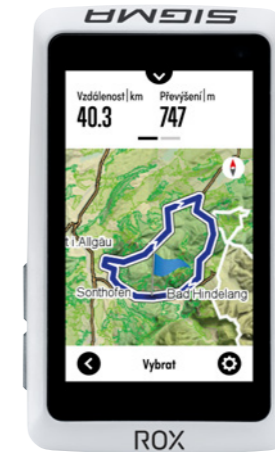 SIGMA
Vzdálenost|km Převýšení|m
40.3 747
t i. Allgäu
Sonthofen Bad Hindelang
Vybrat
ROX